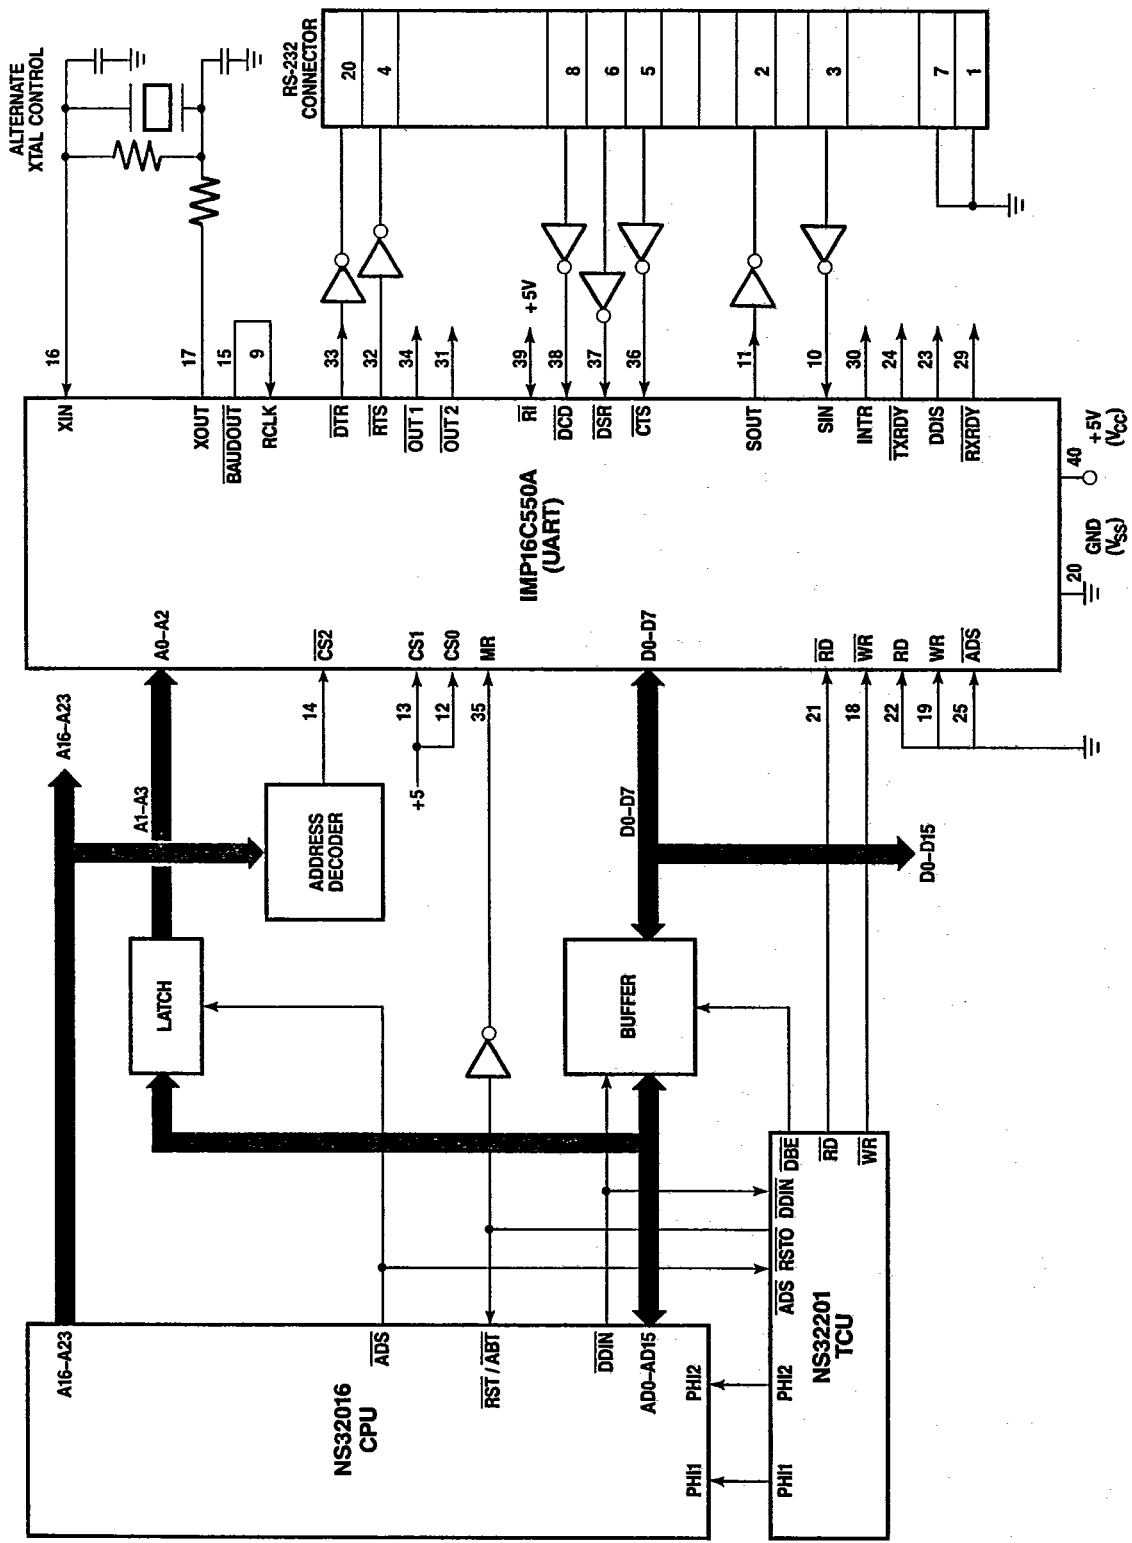 ALTERNATE
XTAL CONTROL
RS-232
CONNECTOR
20
4
8
6
5
2
3
7
1
16
17
15
9
33
32
34
31
39
+5V
38
37
36
11
10
30
24
23
29
XIN
XOUT
BAUDOUT
RCLK
DTR
RTS
OUT 1
OUT 2
RI
DCD
DSR
CTS
SOUT
SIN
INTR
TXRDY
DDIS
RXRDY
IMP16C550A
(UART)
40
+5V
(VCC)
20
GND
(VSS)
A0–A2
CS2
CS1
CS0
MR
D0–D7
RD
WR
RD
WR
ADS
A16–A23
14
13
12
35
21
18
22
19
25
A1–A3
+5
D0–D7
D0–D15
ADDRESS
DECODER
LATCH
BUFFER
A16–A23
ADS
RST / ABT
DDIN
AD0–AD15
PHI2
PHI1
NS32016
CPU
DBE
RD
WR
DDIN
RSTO
ADS
PHI2
PHI1
NS32201
TCU